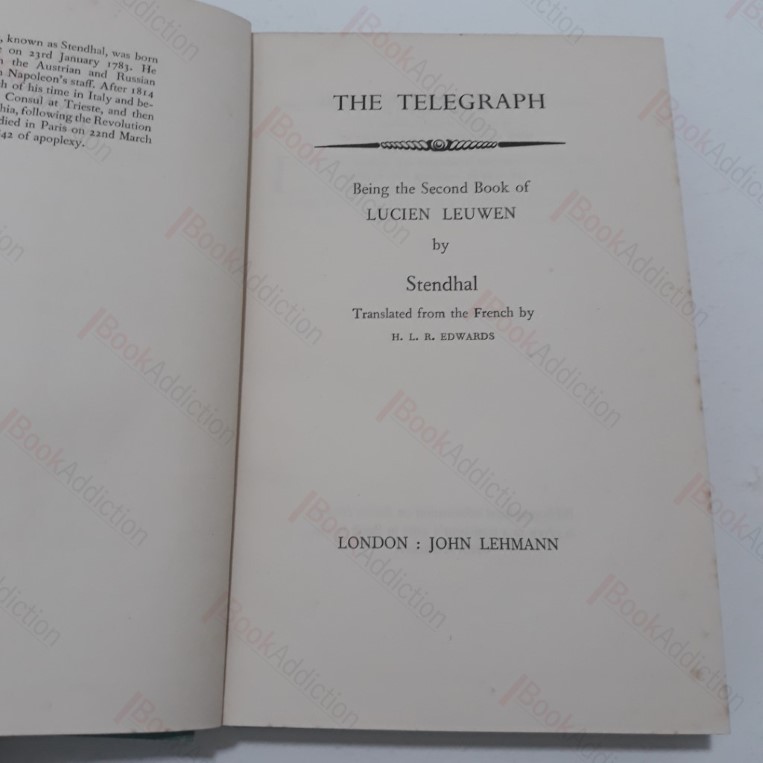 , known as Stendhal, was born
on 23rd January 1783. He
the Austrian and Russian
Napoleon's staff. After 1814
of his time in Italy and be-
Consul at Trieste, and then
following the Revolution
died in Paris on 22nd March
42 of apoplexy.
THE TELEGRAPH
Being the Second Book of
LUCIEN LEUWEN
by
Stendhal
Translated from the French by
H. L. R. EDWARDS
LONDON : JOHN LEHMANN
BookAddiction